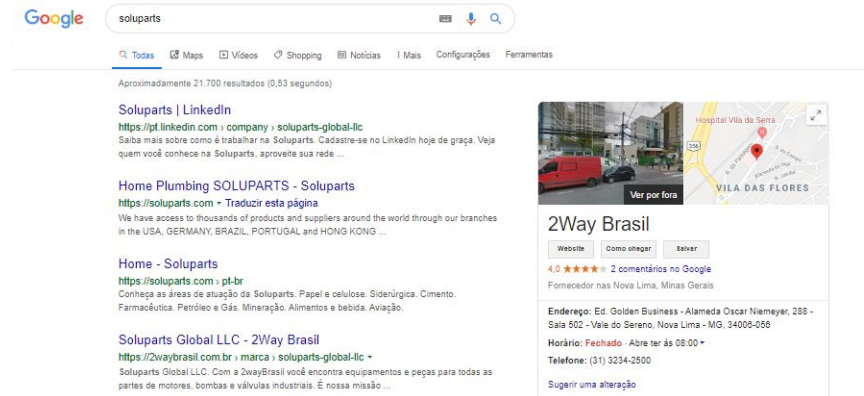 Google
soluparts
Todas Maps Vídeos Shopping Notícias Mais Configurações Ferramentas
Aproximadamente 21.700 resultados (0,53 segundos)
Soluparts | LinkedIn
https://pt.linkedin.com › company › soluparts-global-llc
Saiba mais sobre como é trabalhar na Soluparts. Cadastre-se no LinkedIn hoje de graça. Veja
quem você conhece na Soluparts, aproveite sua rede ...
Home Plumbing SOLUPARTS - Soluparts
https://soluparts.com ▾ Traduzir esta página
We have access to thousands of products and suppliers around the world through our branches
in the USA, GERMANY, BRAZIL, PORTUGAL and HONG KONG ...
Home - Soluparts
https://soluparts.com › pt-br
Conheça as áreas de atuação da Soluparts. Papel e celulose. Siderúrgica. Cimento.
Farmacêutica. Petróleo e Gás. Mineração. Alimentos e bebida. Aviação.
Soluparts Global LLC - 2Way Brasil
https://2waybrasil.com.br › marca › soluparts-global-llc ▾
Soluparts Global LLC. Com a 2wayBrasil você encontra equipamentos e peças para todas as
partes de motores, bombas e válvulas industriais. É nossa missão ...
Hospital Vila da Serra
356
VILA DAS FLORES
Ver por fora
2Way Brasil
Website Como chegar Salvar
4,0 ★★★★★ 2 comentários no Google
Fornecedor nas Nova Lima, Minas Gerais
Endereço: Ed. Golden Business - Alameda Oscar Niemeyer, 288 -
Sala 502 - Vale do Sereno, Nova Lima - MG, 34006-056
Horário: Fechado · Abre ter às 08:00 ▾
Telefone: (31) 3234-2500
Sugerir uma alteração